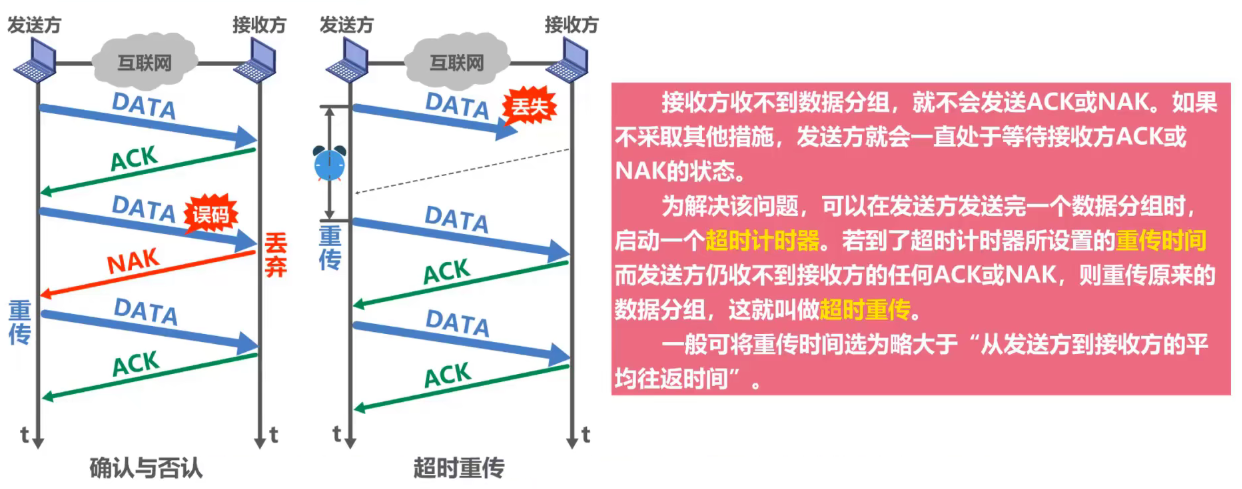 发送方
接收方
互联网
DATA
ACK
DATA
误码
丢弃
NAK
重传
DATA
ACK
t
t
确认与否认
发送方
接收方
互联网
DATA
丢失
重传
DATA
ACK
DATA
ACK
t
t
超时重传
接收方收不到数据分组，就不会发送ACK或NAK。如果
不采取其他措施，发送方就会一直处于等待接收方ACK或
NAK的状态。
为解决该问题，可以在发送方发送完一个数据分组时，
启动一个超时计时器。若到了超时计时器所设置的重传时间
而发送方仍收不到接收方的任何ACK或NAK，则重传原来的
数据分组，这就叫做超时重传。
一般可将重传时间选为略大于“从发送方到接收方的平
均往返时间”。